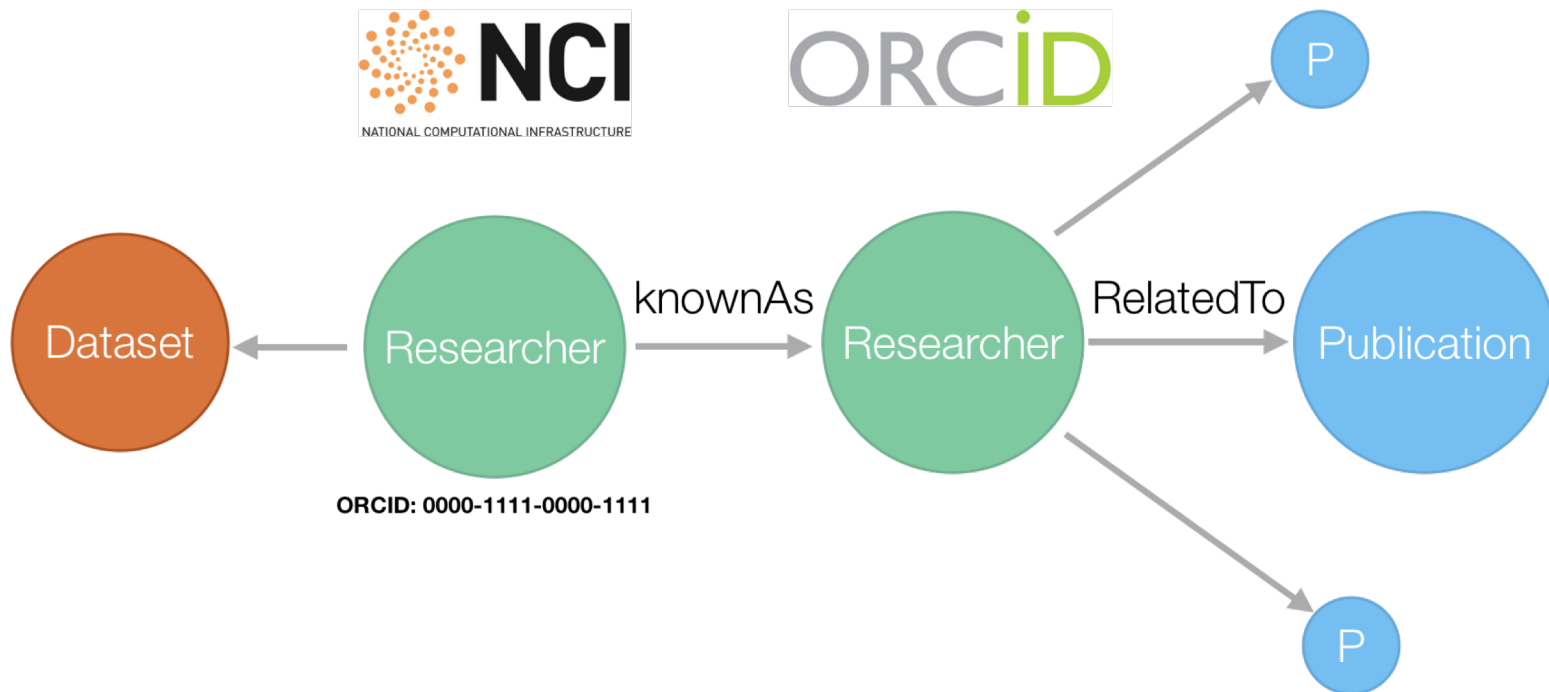 NCI
NATIONAL COMPUTATIONAL INFRASTRUCTURE
ORCiD
P
Dataset
Researcher
knownAs
Researcher
RelatedTo
Publication
ORCID: 0000-1111-0000-1111
P